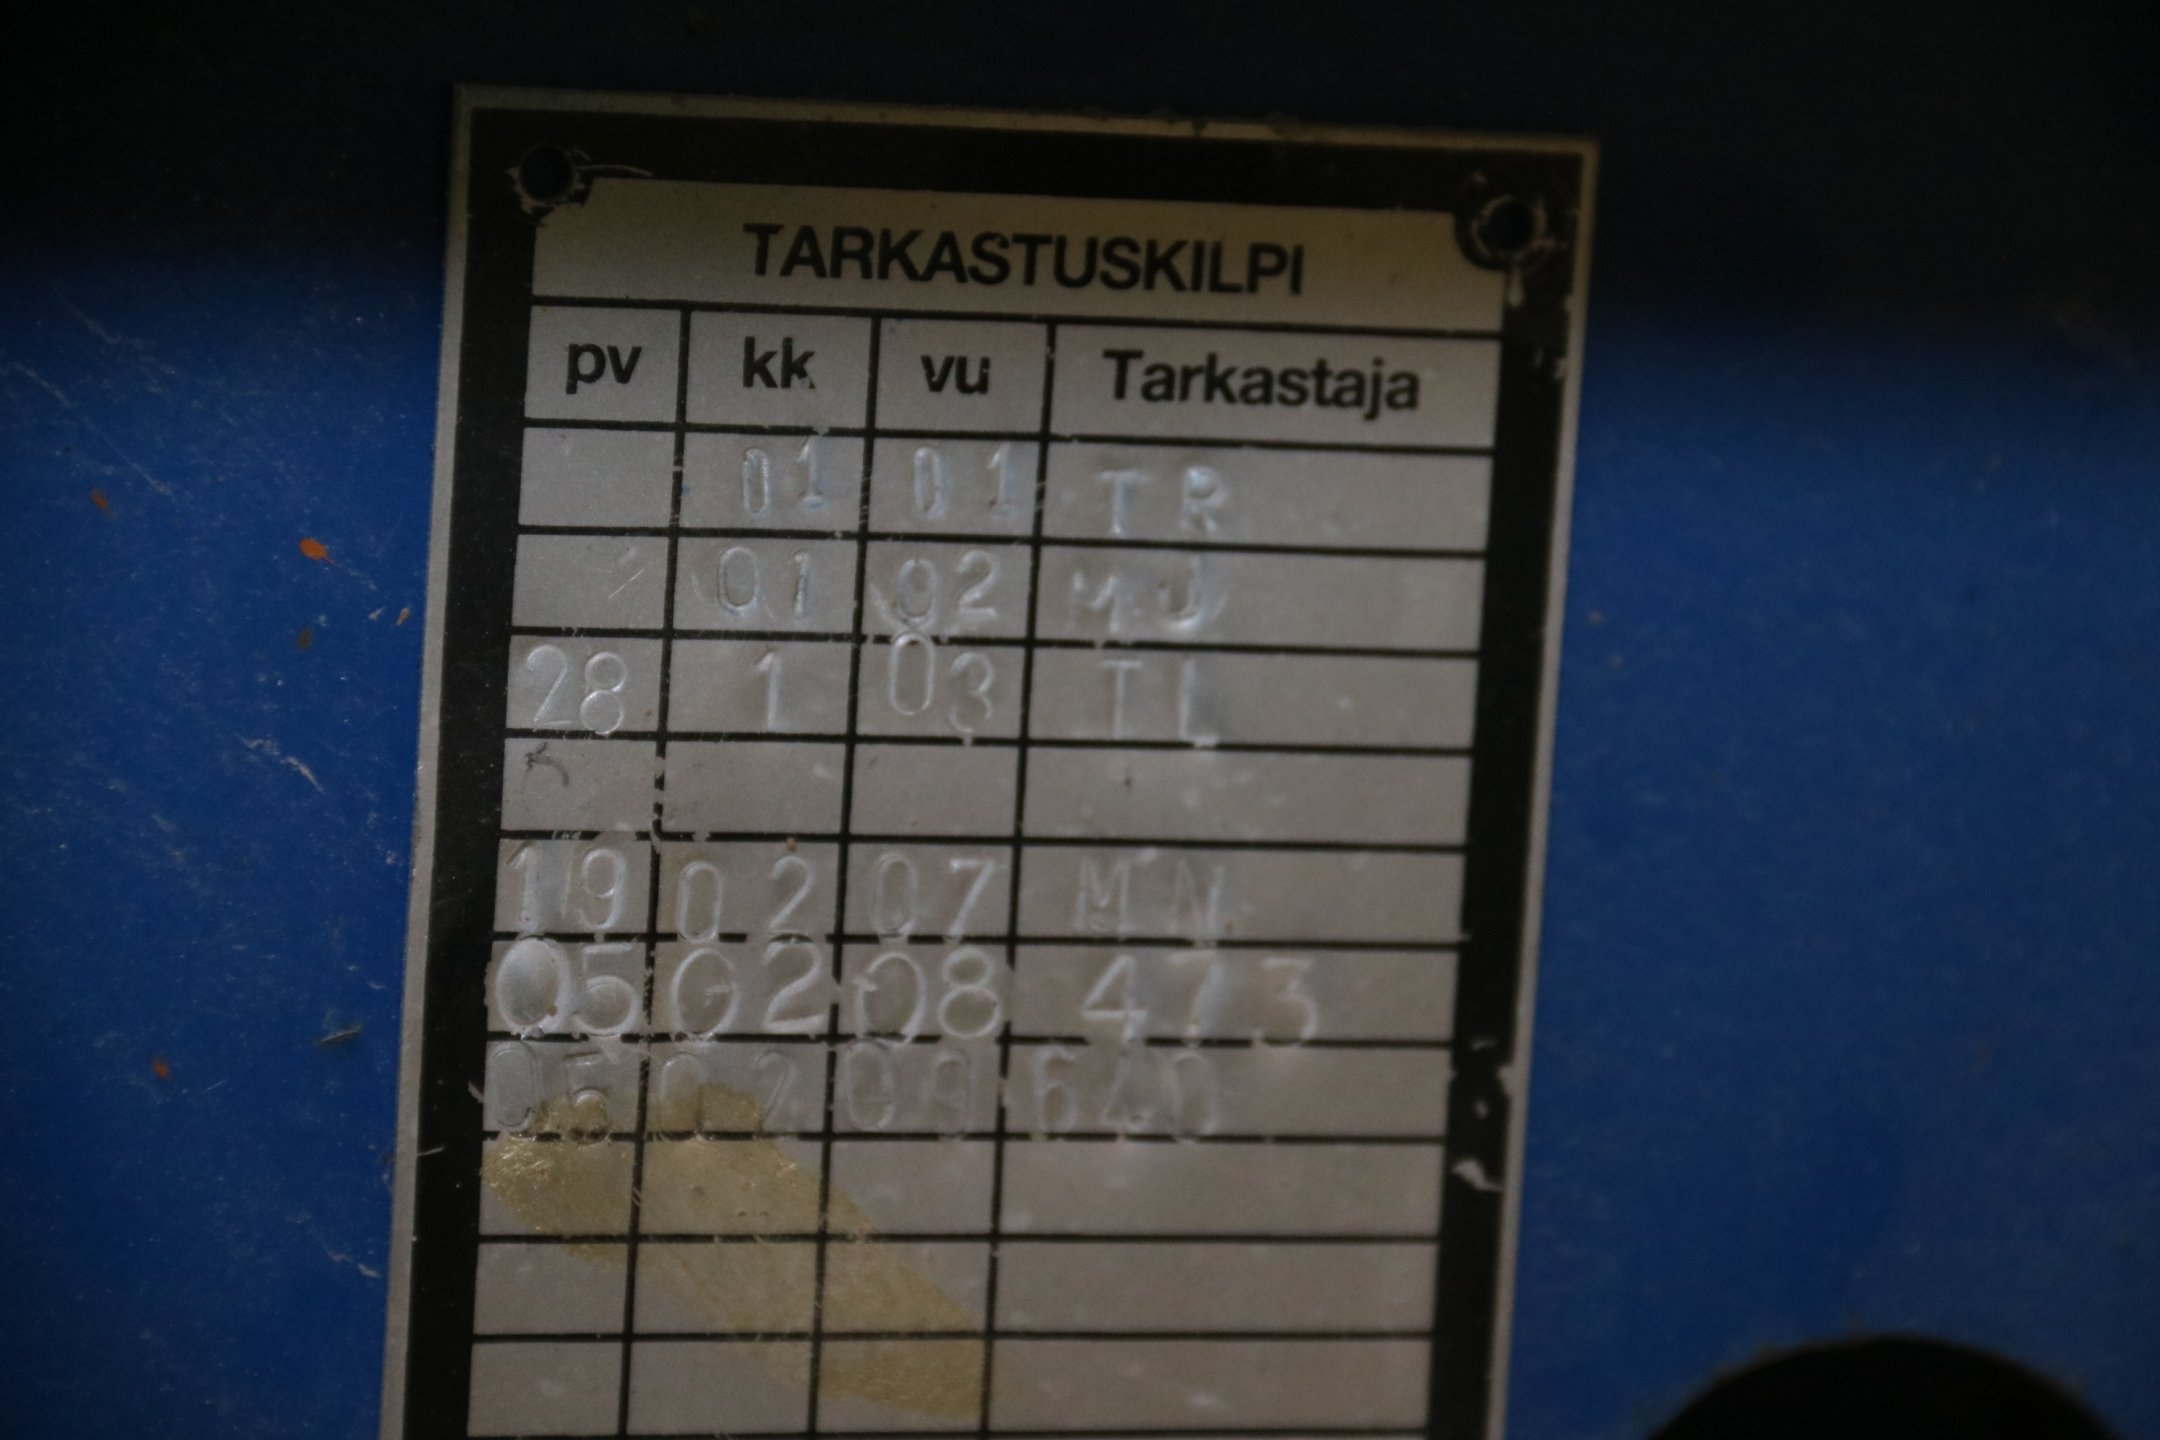 TARKASTUSKILPI
pv kk vu Tarkastaja
01 01 TR
01 02 MJ
28 1 03 TL
19 02 07 MN
05 02 08 473
05 02 09 640